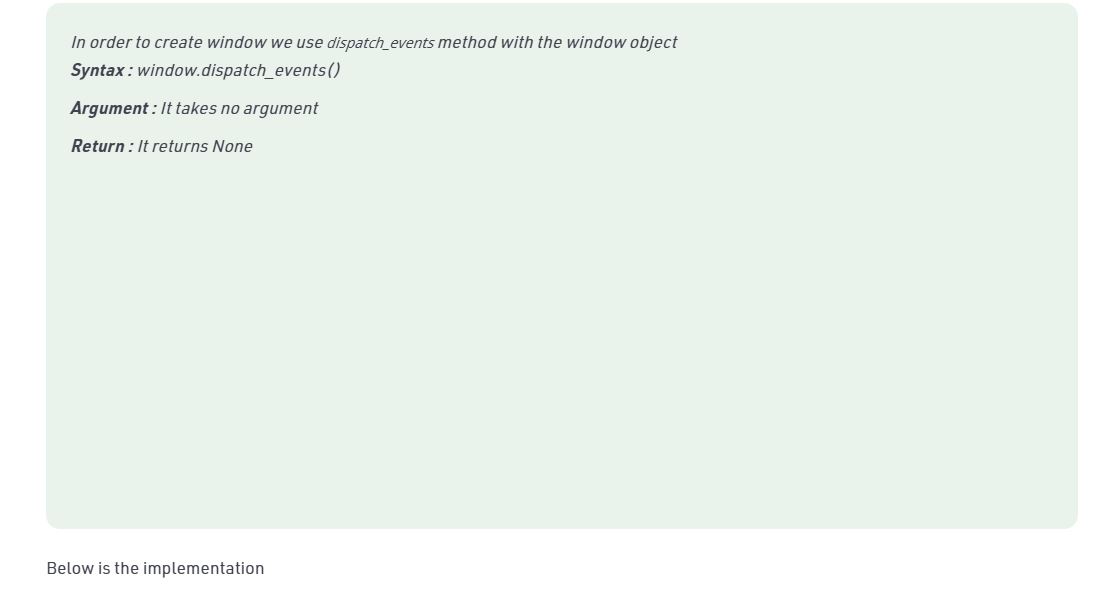 In order to create window we use dispatch_events method with the window object
Syntax : window.dispatch_events()
Argument : It takes no argument
Return : It returns None
Below is the implementation